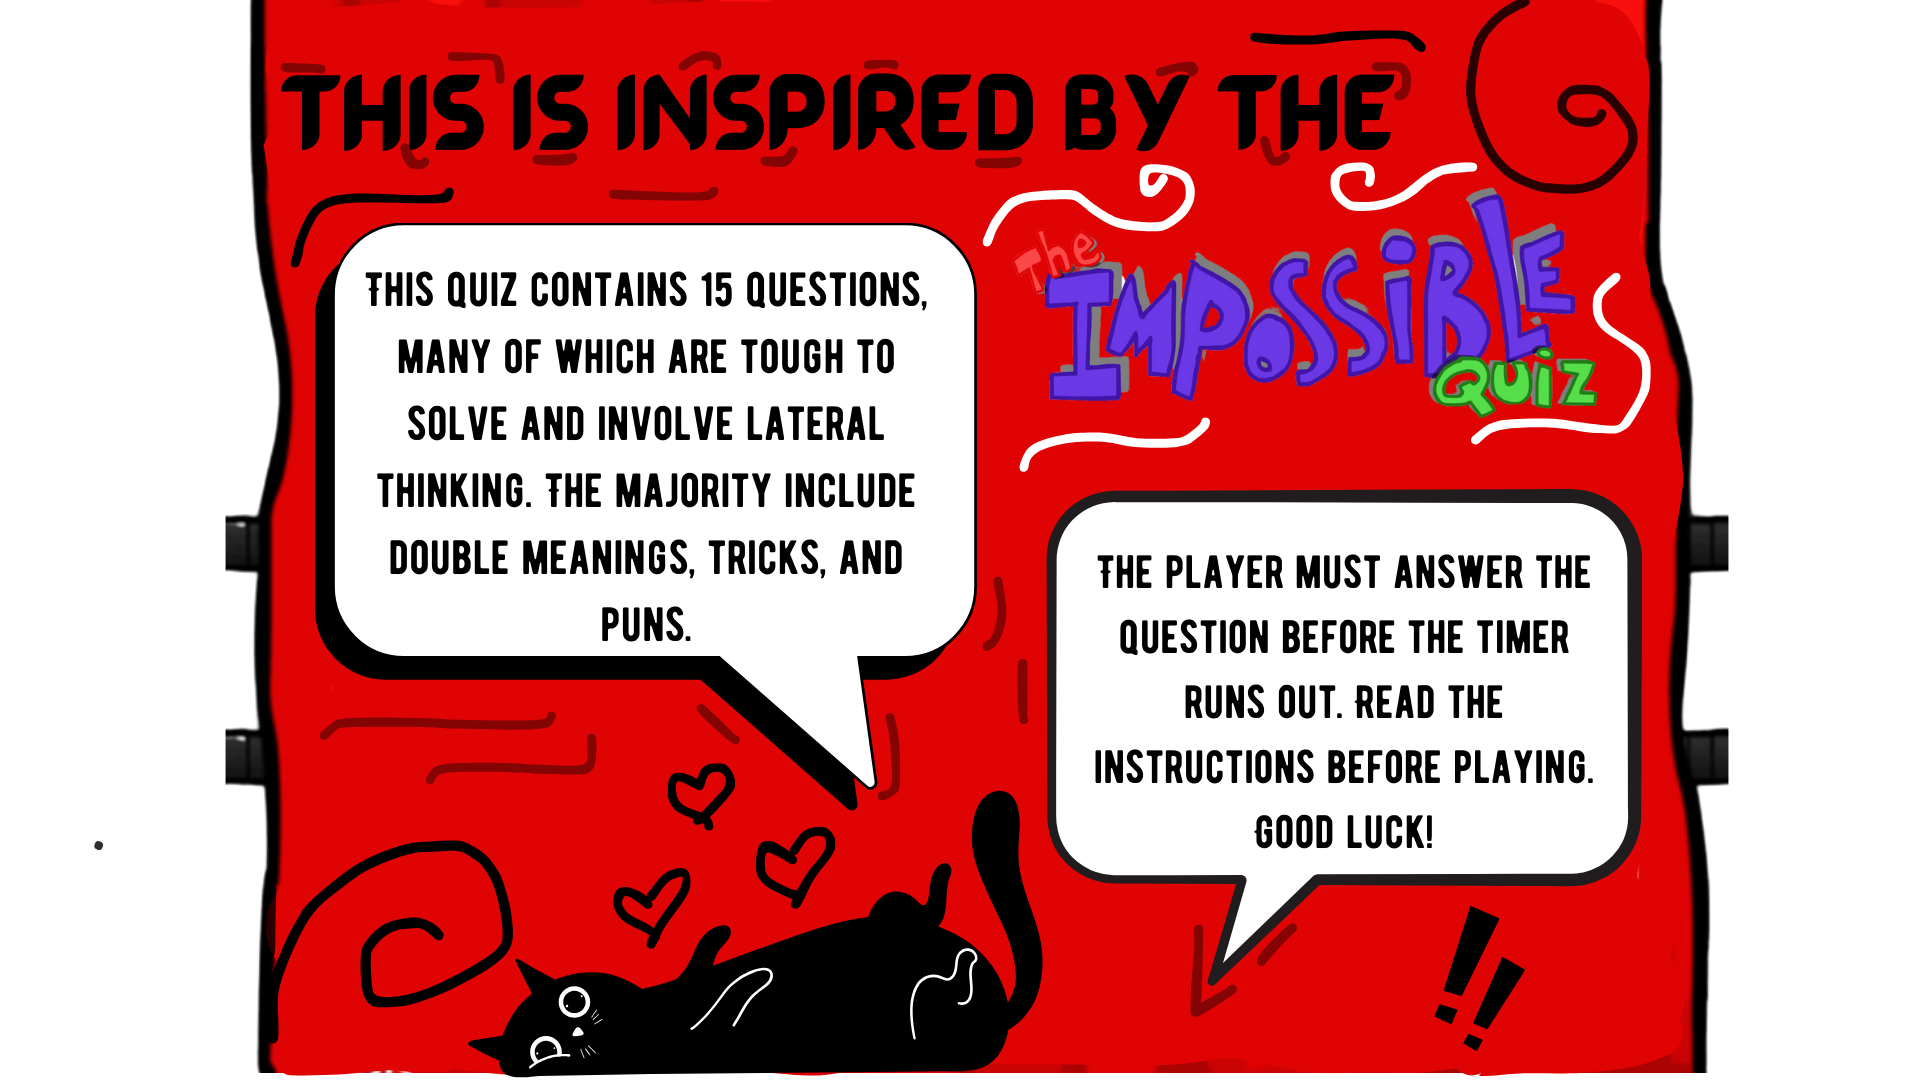 THIS IS INSPIRED BY THE
The
IMPOSSIBLE
QUIZ
THIS QUIZ CONTAINS 15 QUESTIONS,
MANY OF WHICH ARE TOUGH TO
SOLVE AND INVOLVE LATERAL
THINKING. THE MAJORITY INCLUDE
DOUBLE MEANINGS, TRICKS, AND
PUNS.
THE PLAYER MUST ANSWER THE
QUESTION BEFORE THE TIMER
RUNS OUT. READ THE
INSTRUCTIONS BEFORE PLAYING.
GOOD LUCK!
!!